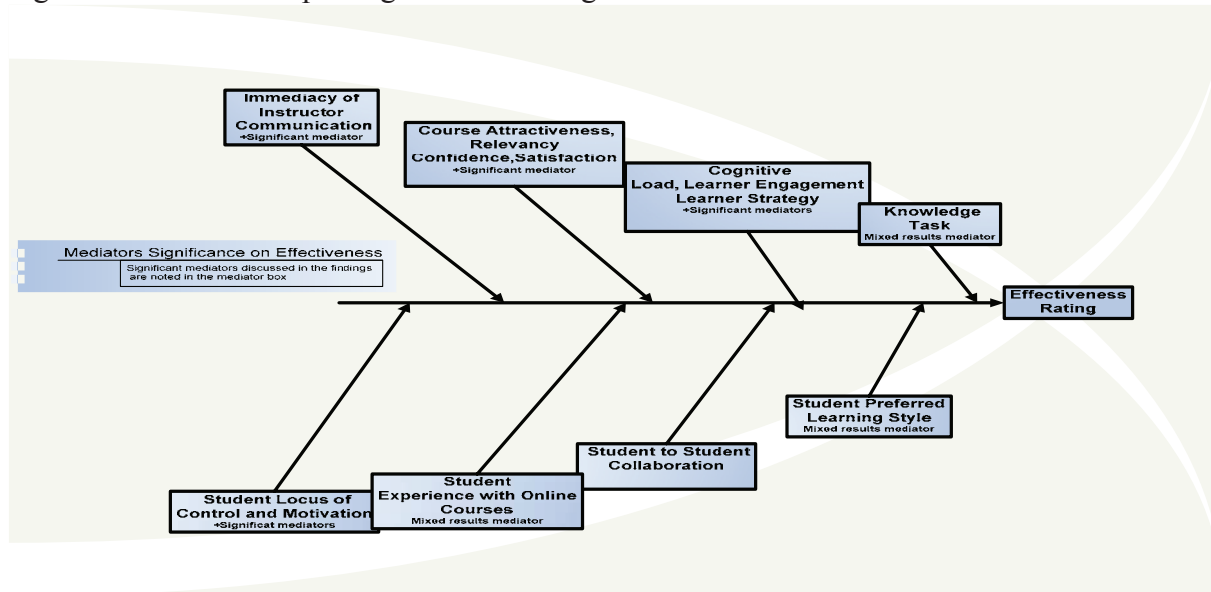 Immediacy of
Instructor
Communication
+Significant mediator
Course Attractiveness,
Relevancy
Confidence,Satisfaction
+Significant mediator
Cognitive
Load, Learner Engagement
Learner Strategy
+Significant mediators
Knowledge
Task
Mixed results mediator
Mediators Significance on Effectiveness
Significant mediators discussed in the findings
are noted in the mediator box
Effectiveness
Rating
Student Preferred
Learning Style
Mixed results mediator
Student to Student
Collaboration
Student
Experience with Online
Courses
Mixed results mediator
Student Locus of
Control and Motivation
+Significat mediators